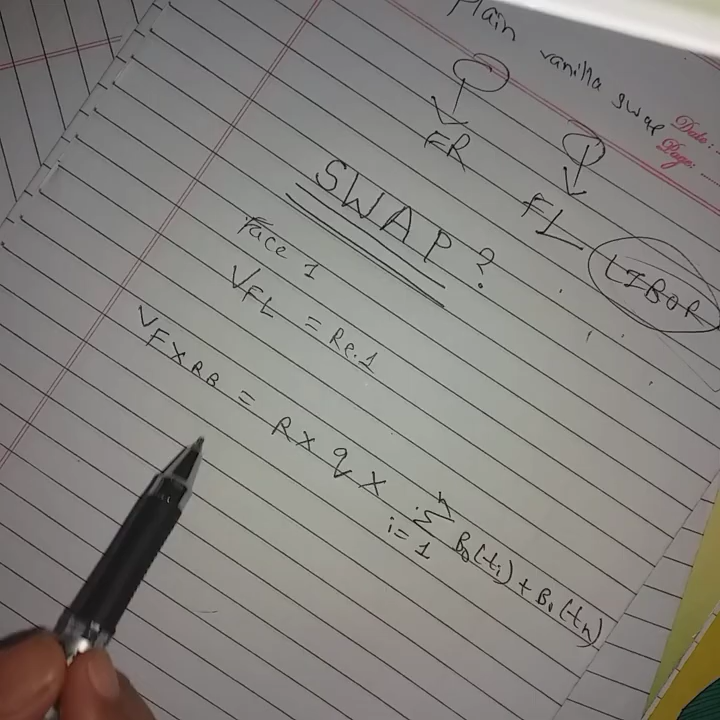 Plain vanilla swap
Date:
Page:
FR
FL LIBOR
SWAP?
Face 1
VFL = Re.1
VFXRB = R x q x n Σ i=1 B0(ti) + B0(tn)